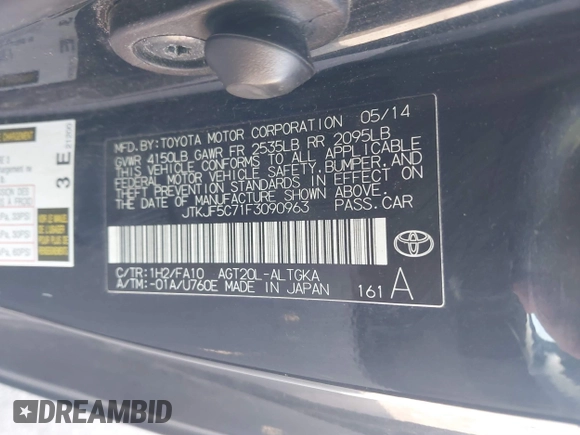 MFD. BY: TOYOTA MOTOR CORPORATION 05/14
GVWR 4150LB GAWR FR 2535LB RR 2095LB
THIS VEHICLE CONFORMS TO ALL APPLICABLE
FEDERAL MOTOR VEHICLE SAFETY, BUMPER, AND
THEFT PREVENTION STANDARDS IN EFFECT ON
THE DATE OF MANUFACTURE SHOWN ABOVE.
JTKJF5C71F3090963 PASS. CAR
TOYOTA
C/TR: 1H2/FA10 AGT20L-ALTGKA
A/TM: -01A/U760E MADE IN JAPAN 161 A
3 E
DREAMBID